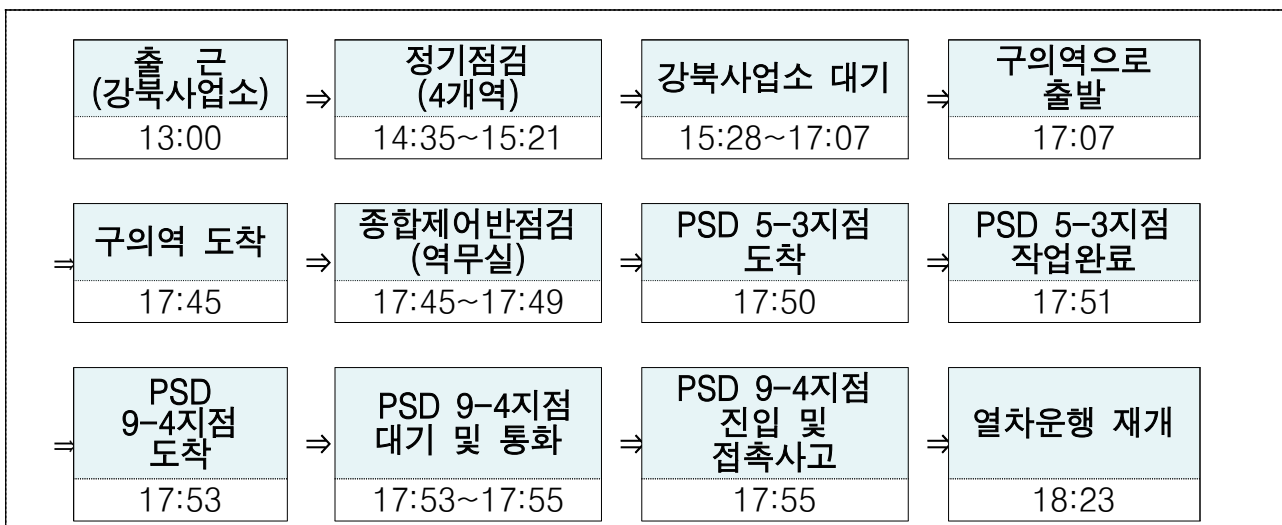 출 근
(강북사업소)
13:00
⇒
정기점검
(4개역)
14:35~15:21
⇒
강북사업소 대기
15:28~17:07
⇒
구의역으로
출발
17:07
⇒
구의역 도착
17:45
⇒
종합제어반점검
(역무실)
17:45~17:49
⇒
PSD 5-3지점
도착
17:50
⇒
PSD 5-3지점
작업완료
17:51
⇒
PSD
9-4지점
도착
17:53
⇒
PSD 9-4지점
대기 및 통화
17:53~17:55
⇒
PSD 9-4지점
진입 및
접촉사고
17:55
⇒
열차운행 재개
18:23